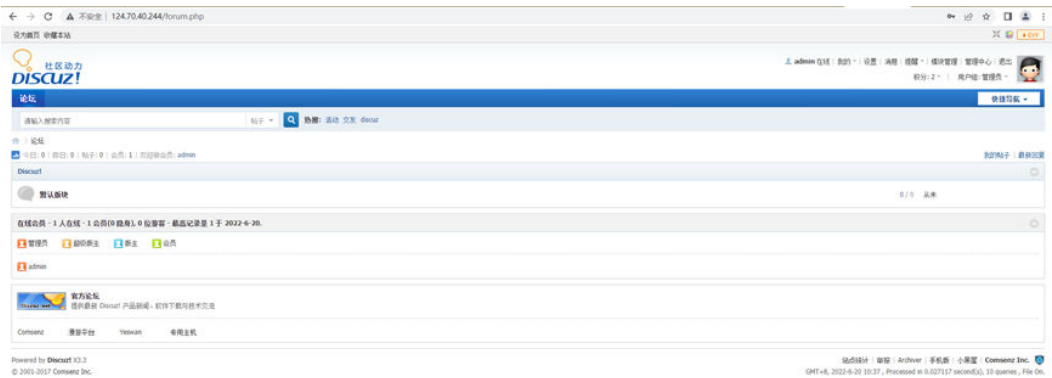 不安全 | 124.70.40.244/forum.php
设为首页 收藏本站
社区动力
DISCUZ!
admin 在线 | 我的 | 设置 | 消息 | 提醒 | 模块管理 | 管理中心 | 退出
积分: 2 | 用户组: 管理员
论坛
快捷导航
请输入搜索内容 帖子 热搜: 活动 交友 discuz
论坛
今日: 0 | 昨日: 0 | 帖子: 0 | 会员: 1 | 欢迎新会员: admin
我的帖子 | 最新回复
Discuz!
默认版块 0 / 0 从未
在线会员 - 1 人在线 - 1 会员(0 隐身), 0 位游客 - 最高记录是 1 于 2022-6-20.
管理员 超级版主 版主 会员
admin
官方论坛
提供最新 Discuz! 产品新闻、软件下载与技术交流
Comsenz 漫游平台 Yeswan 专用主机
Powered by Discuz! X3.3
© 2001-2017 Comsenz Inc.
站点统计 | 举报 | Archiver | 手机版 | 小黑屋 | Comsenz Inc.
GMT+8, 2022-6-20 10:37 , Processed in 0.027117 second(s), 10 queries , File On.